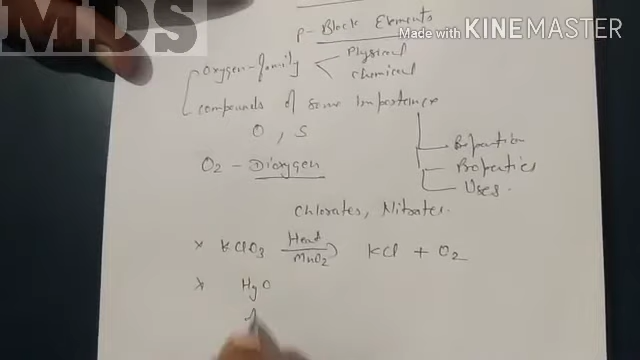 MDS
P-Block Elements
Made with KINEMASTER
Oxygen-family
Physical
Chemical
compounds of some Importance
O, S
Preparation
O2 - Dioxygen
Properties
Uses.
Chlorates, Nitrates.
* KClO3 Heat MnO2 KCl + O2
* HgO